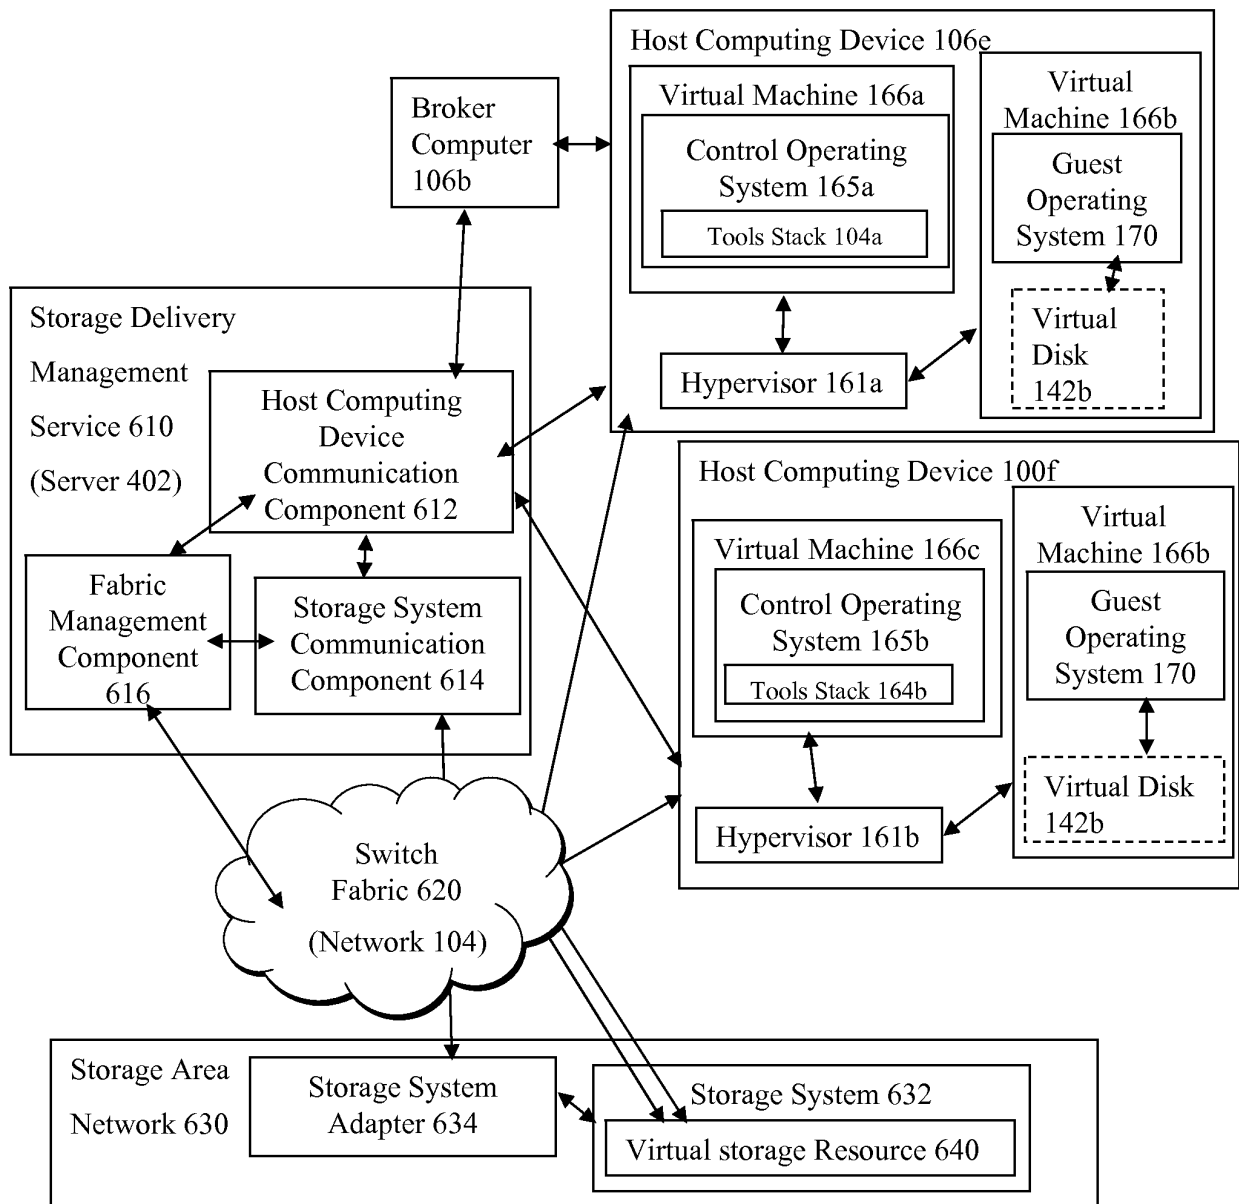 Host Computing Device 106e
Virtual Machine 166a
Control Operating
System 165a
Tools Stack 104a
Hypervisor 161a
Virtual
Machine 166b
Guest
Operating
System 170
Virtual
Disk
142b
Broker
Computer
106b
Storage Delivery
Management
Service 610
(Server 402)
Host Computing
Device
Communication
Component 612
Fabric
Management
Component
616
Storage System
Communication
Component 614
Host Computing Device 100f
Virtual Machine 166c
Control Operating
System 165b
Tools Stack 164b
Hypervisor 161b
Virtual
Machine 166b
Guest
Operating
System 170
Virtual Disk
142b
Switch
Fabric 620
(Network 104)
Storage Area
Network 630
Storage System
Adapter 634
Storage System 632
Virtual storage Resource 640